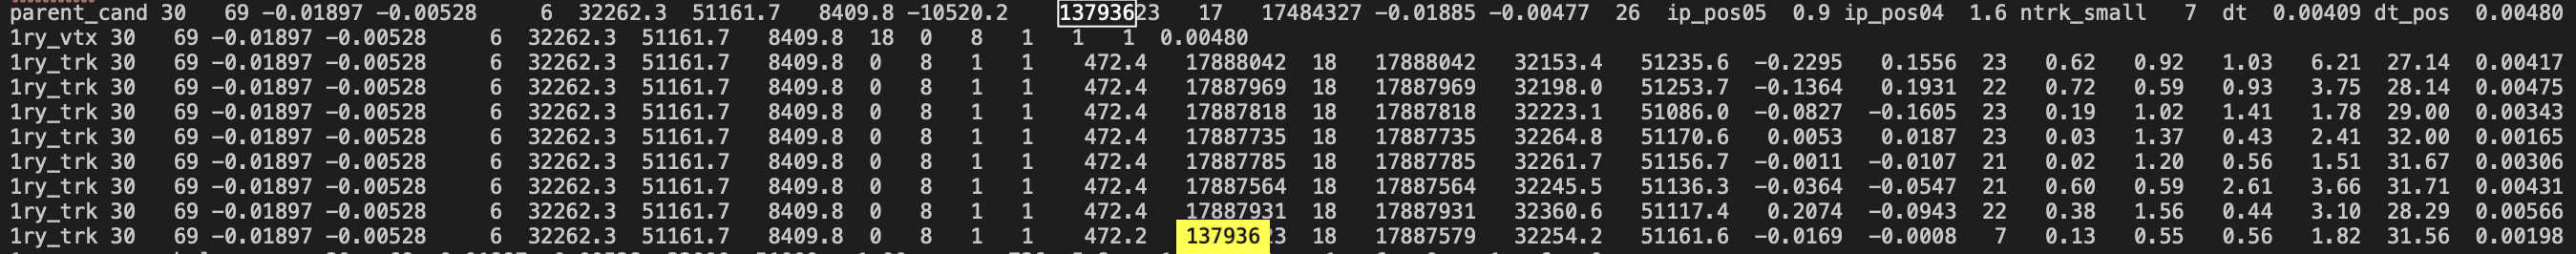 parent_cand 30 69 -0.01897 -0.00528 6 32262.3 51161.7 8409.8 -10520.2 13793623 17 17484327 -0.01885 -0.00477 26 ip_pos05 0.9 ip_pos04 1.6 ntrk_small 7 dt 0.00409 dt_pos 0.00480
1ry_vtx 30 69 -0.01897 -0.00528 6 32262.3 51161.7 8409.8 18 0 8 1 1 1 0.00480
1ry_trk 30 69 -0.01897 -0.00528 6 32262.3 51161.7 8409.8 0 8 1 1 472.4 17888042 18 17888042 32153.4 51235.6 -0.2295 0.1556 23 0.62 0.92 1.03 6.21 27.14 0.00417
1ry_trk 30 69 -0.01897 -0.00528 6 32262.3 51161.7 8409.8 0 8 1 1 472.4 17887969 18 17887969 32198.0 51253.7 -0.1364 0.1931 22 0.72 0.59 0.93 3.75 28.14 0.00475
1ry_trk 30 69 -0.01897 -0.00528 6 32262.3 51161.7 8409.8 0 8 1 1 472.4 17887818 18 17887818 32223.1 51086.0 -0.0827 -0.1605 23 0.19 1.02 1.41 1.78 29.00 0.00343
1ry_trk 30 69 -0.01897 -0.00528 6 32262.3 51161.7 8409.8 0 8 1 1 472.4 17887735 18 17887735 32264.8 51170.6 0.0053 0.0187 23 0.03 1.37 0.43 2.41 32.00 0.00165
1ry_trk 30 69 -0.01897 -0.00528 6 32262.3 51161.7 8409.8 0 8 1 1 472.4 17887785 18 17887785 32261.7 51156.7 -0.0011 -0.0107 21 0.02 1.20 0.56 1.51 31.67 0.00306
1ry_trk 30 69 -0.01897 -0.00528 6 32262.3 51161.7 8409.8 0 8 1 1 472.4 17887564 18 17887564 32245.5 51136.3 -0.0364 -0.0547 21 0.60 0.59 2.61 3.66 31.71 0.00431
1ry_trk 30 69 -0.01897 -0.00528 6 32262.3 51161.7 8409.8 0 8 1 1 472.4 17887931 18 17887931 32360.6 51117.4 0.2074 -0.0943 22 0.38 1.56 0.44 3.10 28.29 0.00566
1ry_trk 30 69 -0.01897 -0.00528 6 32262.3 51161.7 8409.8 0 8 1 1 472.2 137936 3 18 17887579 32254.2 51161.6 -0.0169 -0.0008 7 0.13 0.55 0.56 1.82 31.56 0.00198